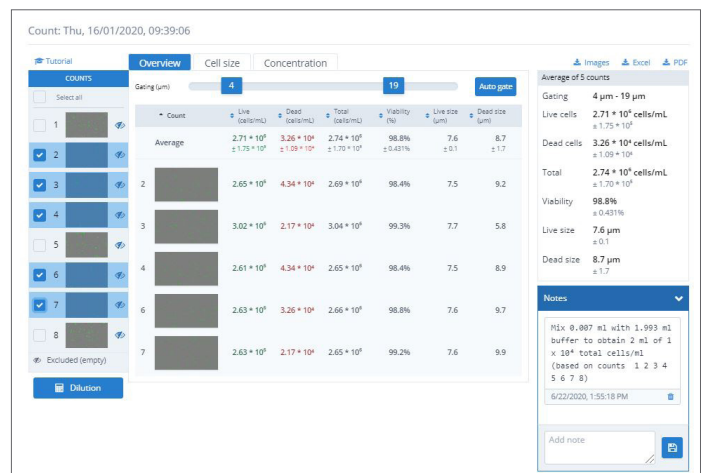 Count: Thu, 16/01/2020, 09:39:06
Tutorial
COUNTS
Select all
1
2
3
4
5
6
7
8
Excluded (empty)
Dilution
Overview Cell size Concentration
Gating (μm) 4 19 Auto gate
Count Live (cells/mL) Dead (cells/mL) Total (cells/mL) Viability (%) Live size (μm) Dead size (μm)
Average 2.71 * 10⁶ 3.26 * 10⁴ 2.74 * 10⁶ 98.8% 7.6 8.7
± 1.75 * 10⁵ ± 1.09 * 10⁴ ± 1.70 * 10⁵ ± 0.431% ± 0.1 ± 1.7
2 2.65 * 10⁶ 4.34 * 10⁴ 2.69 * 10⁶ 98.4% 7.5 9.2
3 3.02 * 10⁶ 2.17 * 10⁴ 3.04 * 10⁶ 99.3% 7.7 5.8
4 2.61 * 10⁶ 4.34 * 10⁴ 2.65 * 10⁶ 98.4% 7.5 8.9
6 2.63 * 10⁶ 3.26 * 10⁴ 2.66 * 10⁶ 98.8% 7.6 9.7
7 2.63 * 10⁶ 2.17 * 10⁴ 2.65 * 10⁶ 99.2% 7.6 9.9
Images Excel PDF
Average of 5 counts
Gating 4 μm - 19 μm
Live cells 2.71 * 10⁶ cells/mL
± 1.75 * 10⁵
Dead cells 3.26 * 10⁴ cells/mL
± 1.09 * 10⁴
Total 2.74 * 10⁶ cells/mL
± 1.70 * 10⁵
Viability 98.8%
± 0.431%
Live size 7.6 μm
± 0.1
Dead size 8.7 μm
± 1.7
Notes
Mix 0.007 ml with 1.993 ml
buffer to obtain 2 ml of 1
x 10⁴ total cells/ml
(based on counts 1 2 3 4
5 6 7 8)
6/22/2020, 1:55:18 PM
Add note